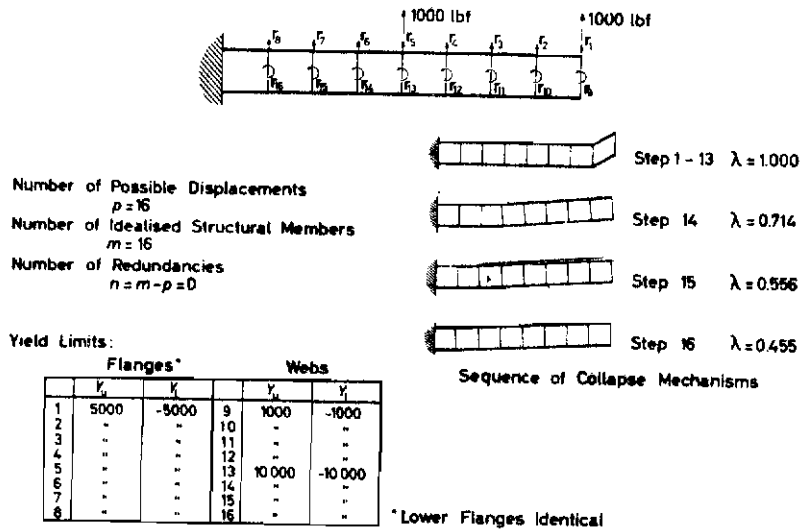 1000 lbf
1000 lbf
r8 r7 r6 r5 r4 r3 r2 r1
r16 r15 r14 r13 r12 r11 r10 r9
Step 1 - 13 λ = 1.000
Number of Possible Displacements
p = 16
Number of Idealised Structural Members
m = 16
Number of Redundancies
n = m - p = 0
Step 14 λ = 0.714
Step 15 λ = 0.556
Step 16 λ = 0.455
Sequence of Collapse Mechanisms
Yield Limits:
Flanges* Webs
Yu Yl Yu Yl
1 5000 -5000 9 1000 -1000
2 " " 10 " "
3 " " 11 " "
4 " " 12 " "
5 " " 13 10 000 -10 000
6 " " 14 " "
7 " " 15 " "
8 " " 16 " "
*Lower Flanges Identical